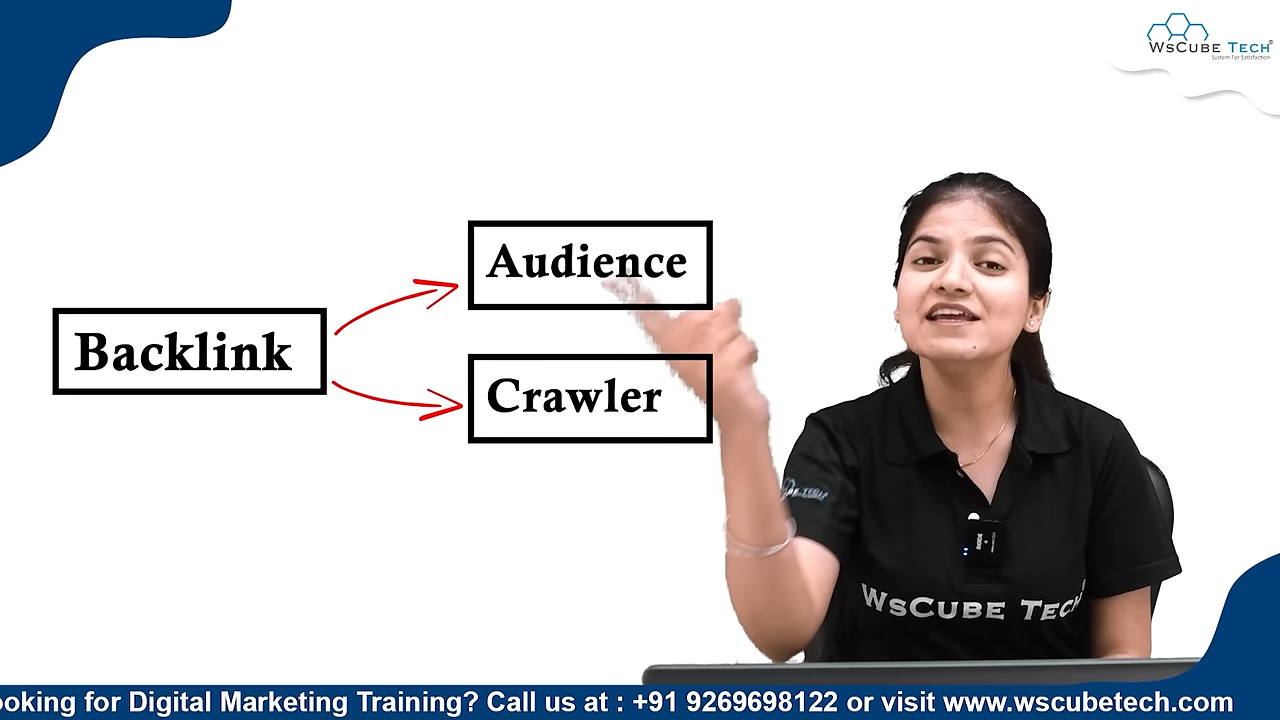 WsCube Tech®
System For Satisfaction
Audience
Backlink
Crawler
WsCube Tech®
ooking for Digital Marketing Training? Call us at : +91 9269698122 or visit www.wscubetech.com